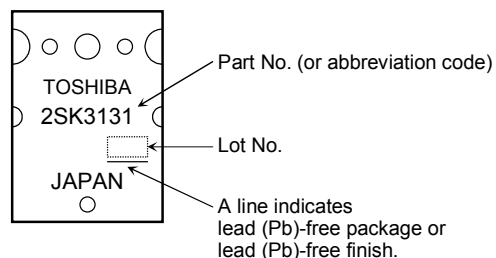 TOSHIBA
2SK3131
JAPAN
Part No. (or abbreviation code)
Lot No.
A line indicates
lead (Pb)-free package or
lead (Pb)-free finish.